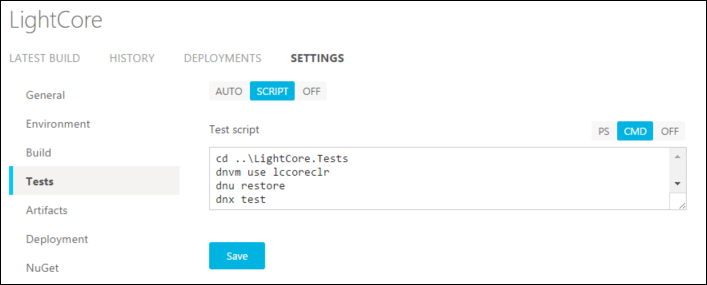 LightCore
LATEST BUILD HISTORY DEPLOYMENTS SETTINGS
General
Environment
Build
Tests
Artifacts
Deployment
NuGet
AUTO SCRIPT OFF
Test script
PS CMD OFF
cd ..\LightCore.Tests
dnvm use lccoreclr
dnu restore
dnx test
Save